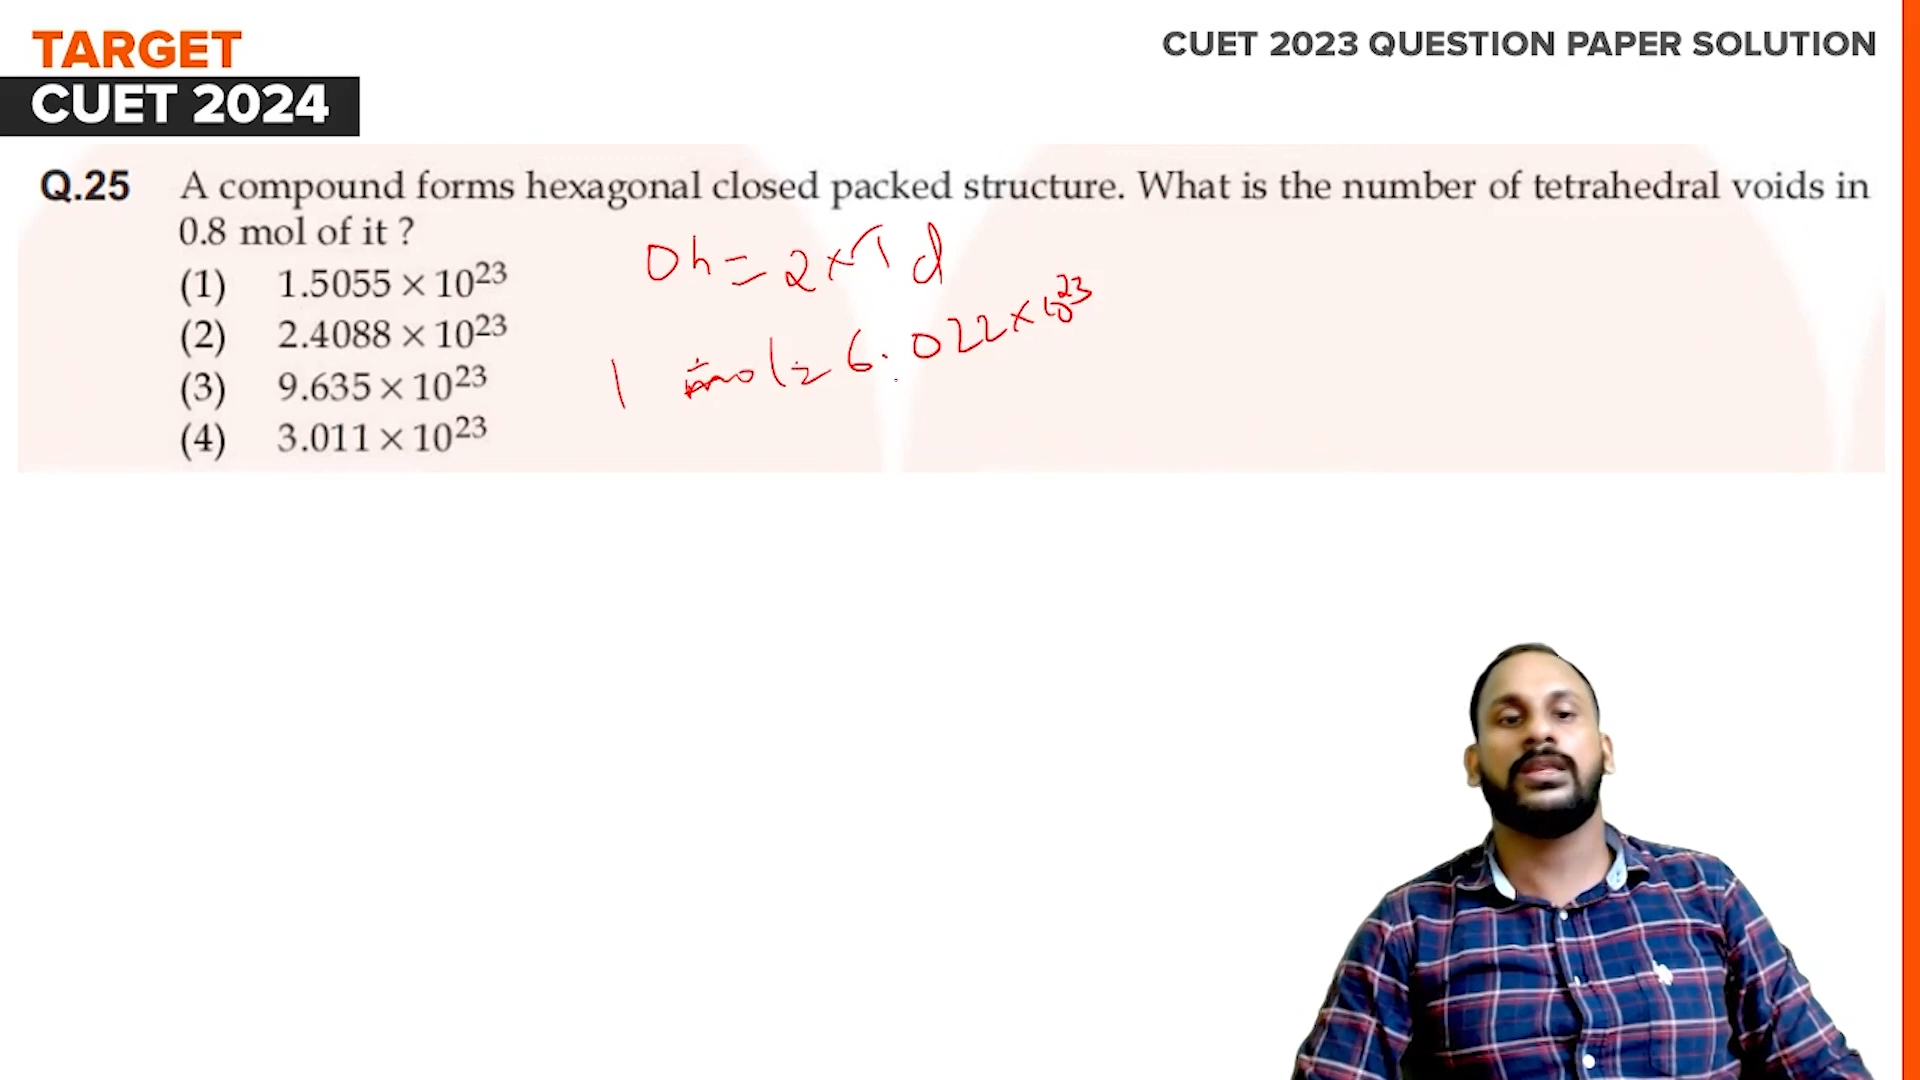 TARGET
CUET 2024
CUET 2023 QUESTION PAPER SOLUTION
Q.25 A compound forms hexagonal closed packed structure. What is the number of tetrahedral voids in
0.8 mol of it ?
(1) 1.5055 × 10²³
(2) 2.4088 × 10²³
(3) 9.635 × 10²³
(4) 3.011 × 10²³
Oh = 2 × T d
1 mol = 6.022 × 10²³